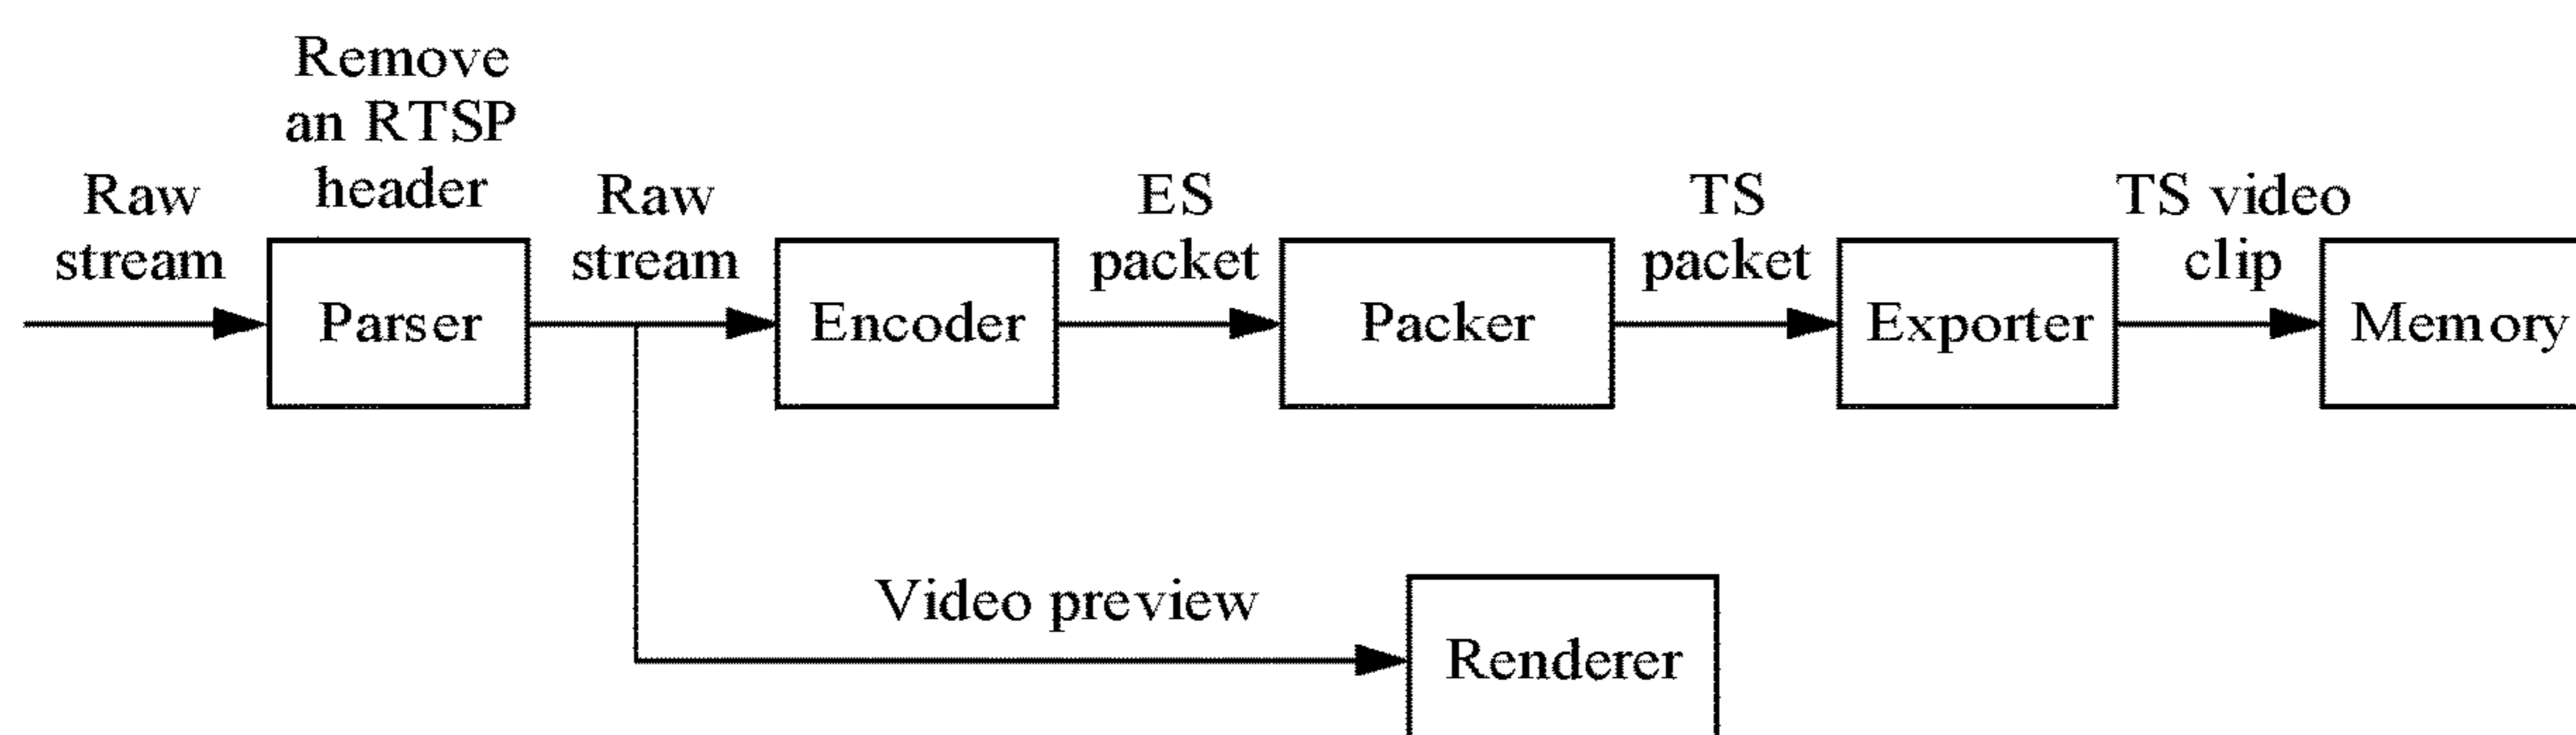 Remove
an RTSP
header
Raw
stream
Raw
stream
ES
packet
TS
packet
TS video
clip
Parser
Encoder
Packer
Exporter
Memory
Video preview
Renderer